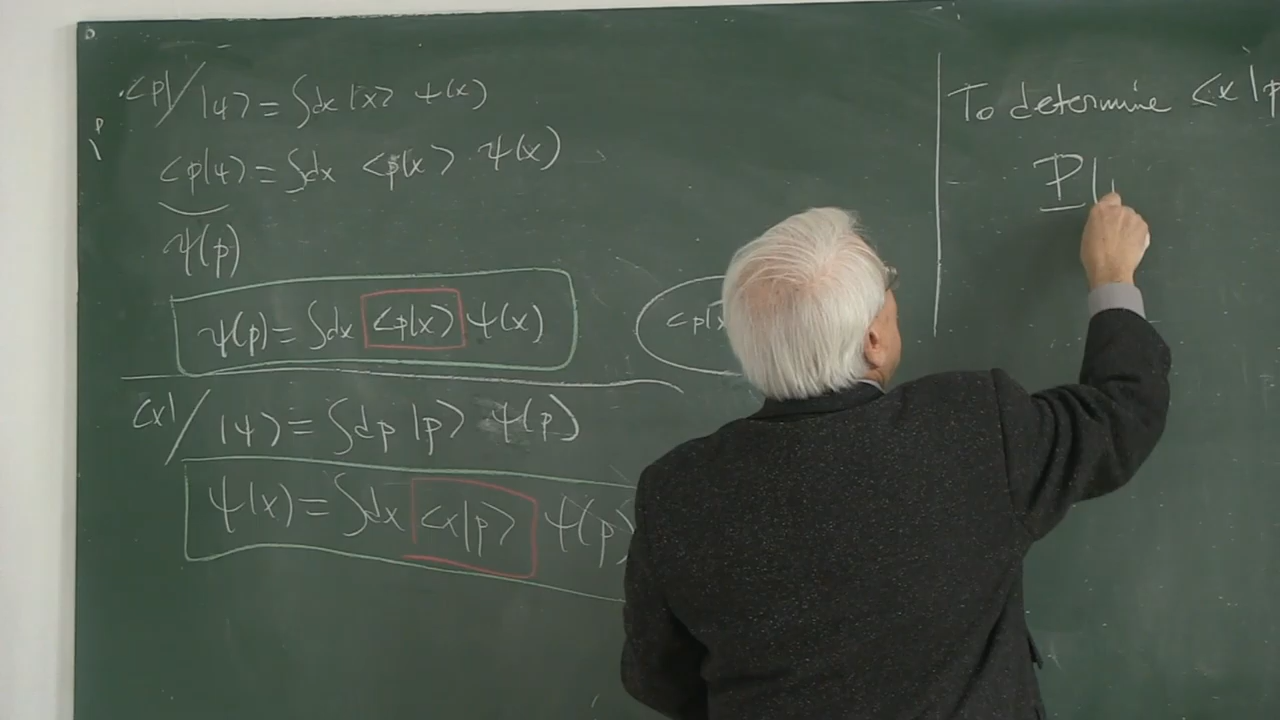 <p|/ |ψ> = ∫dx |x> ψ(x)
<p|ψ> = ∫dx <p|x> ψ(x)
ψ(p)
ψ(p) = ∫dx <p|x> ψ(x)
<p|x
<x|/ |ψ> = ∫dp |p> ψ(p)
ψ(x) = ∫dx <x|p> ψ(p)
To determine <x|p
P|